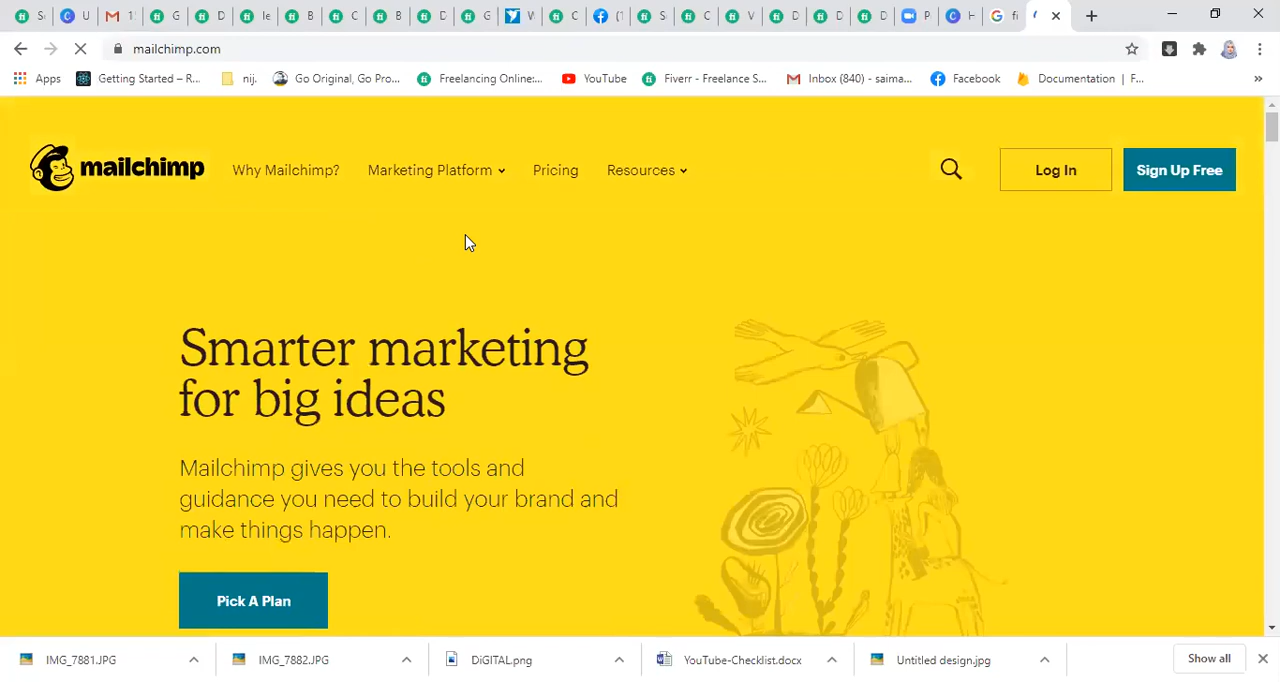 mailchimp.com
Apps Getting Started – R... nij. Go Original, Go Pro... Freelancing Online:... YouTube Fiverr - Freelance S... Inbox (840) - saima... Facebook Documentation | F... »
mailchimp Why Mailchimp? Marketing Platform Pricing Resources Log In Sign Up Free
Smarter marketing
for big ideas
Mailchimp gives you the tools and
guidance you need to build your brand and
make things happen.
Pick A Plan
IMG_7881.JPG IMG_7882.JPG DiGITAL.png YouTube-Checklist.docx Untitled design.jpg Show all